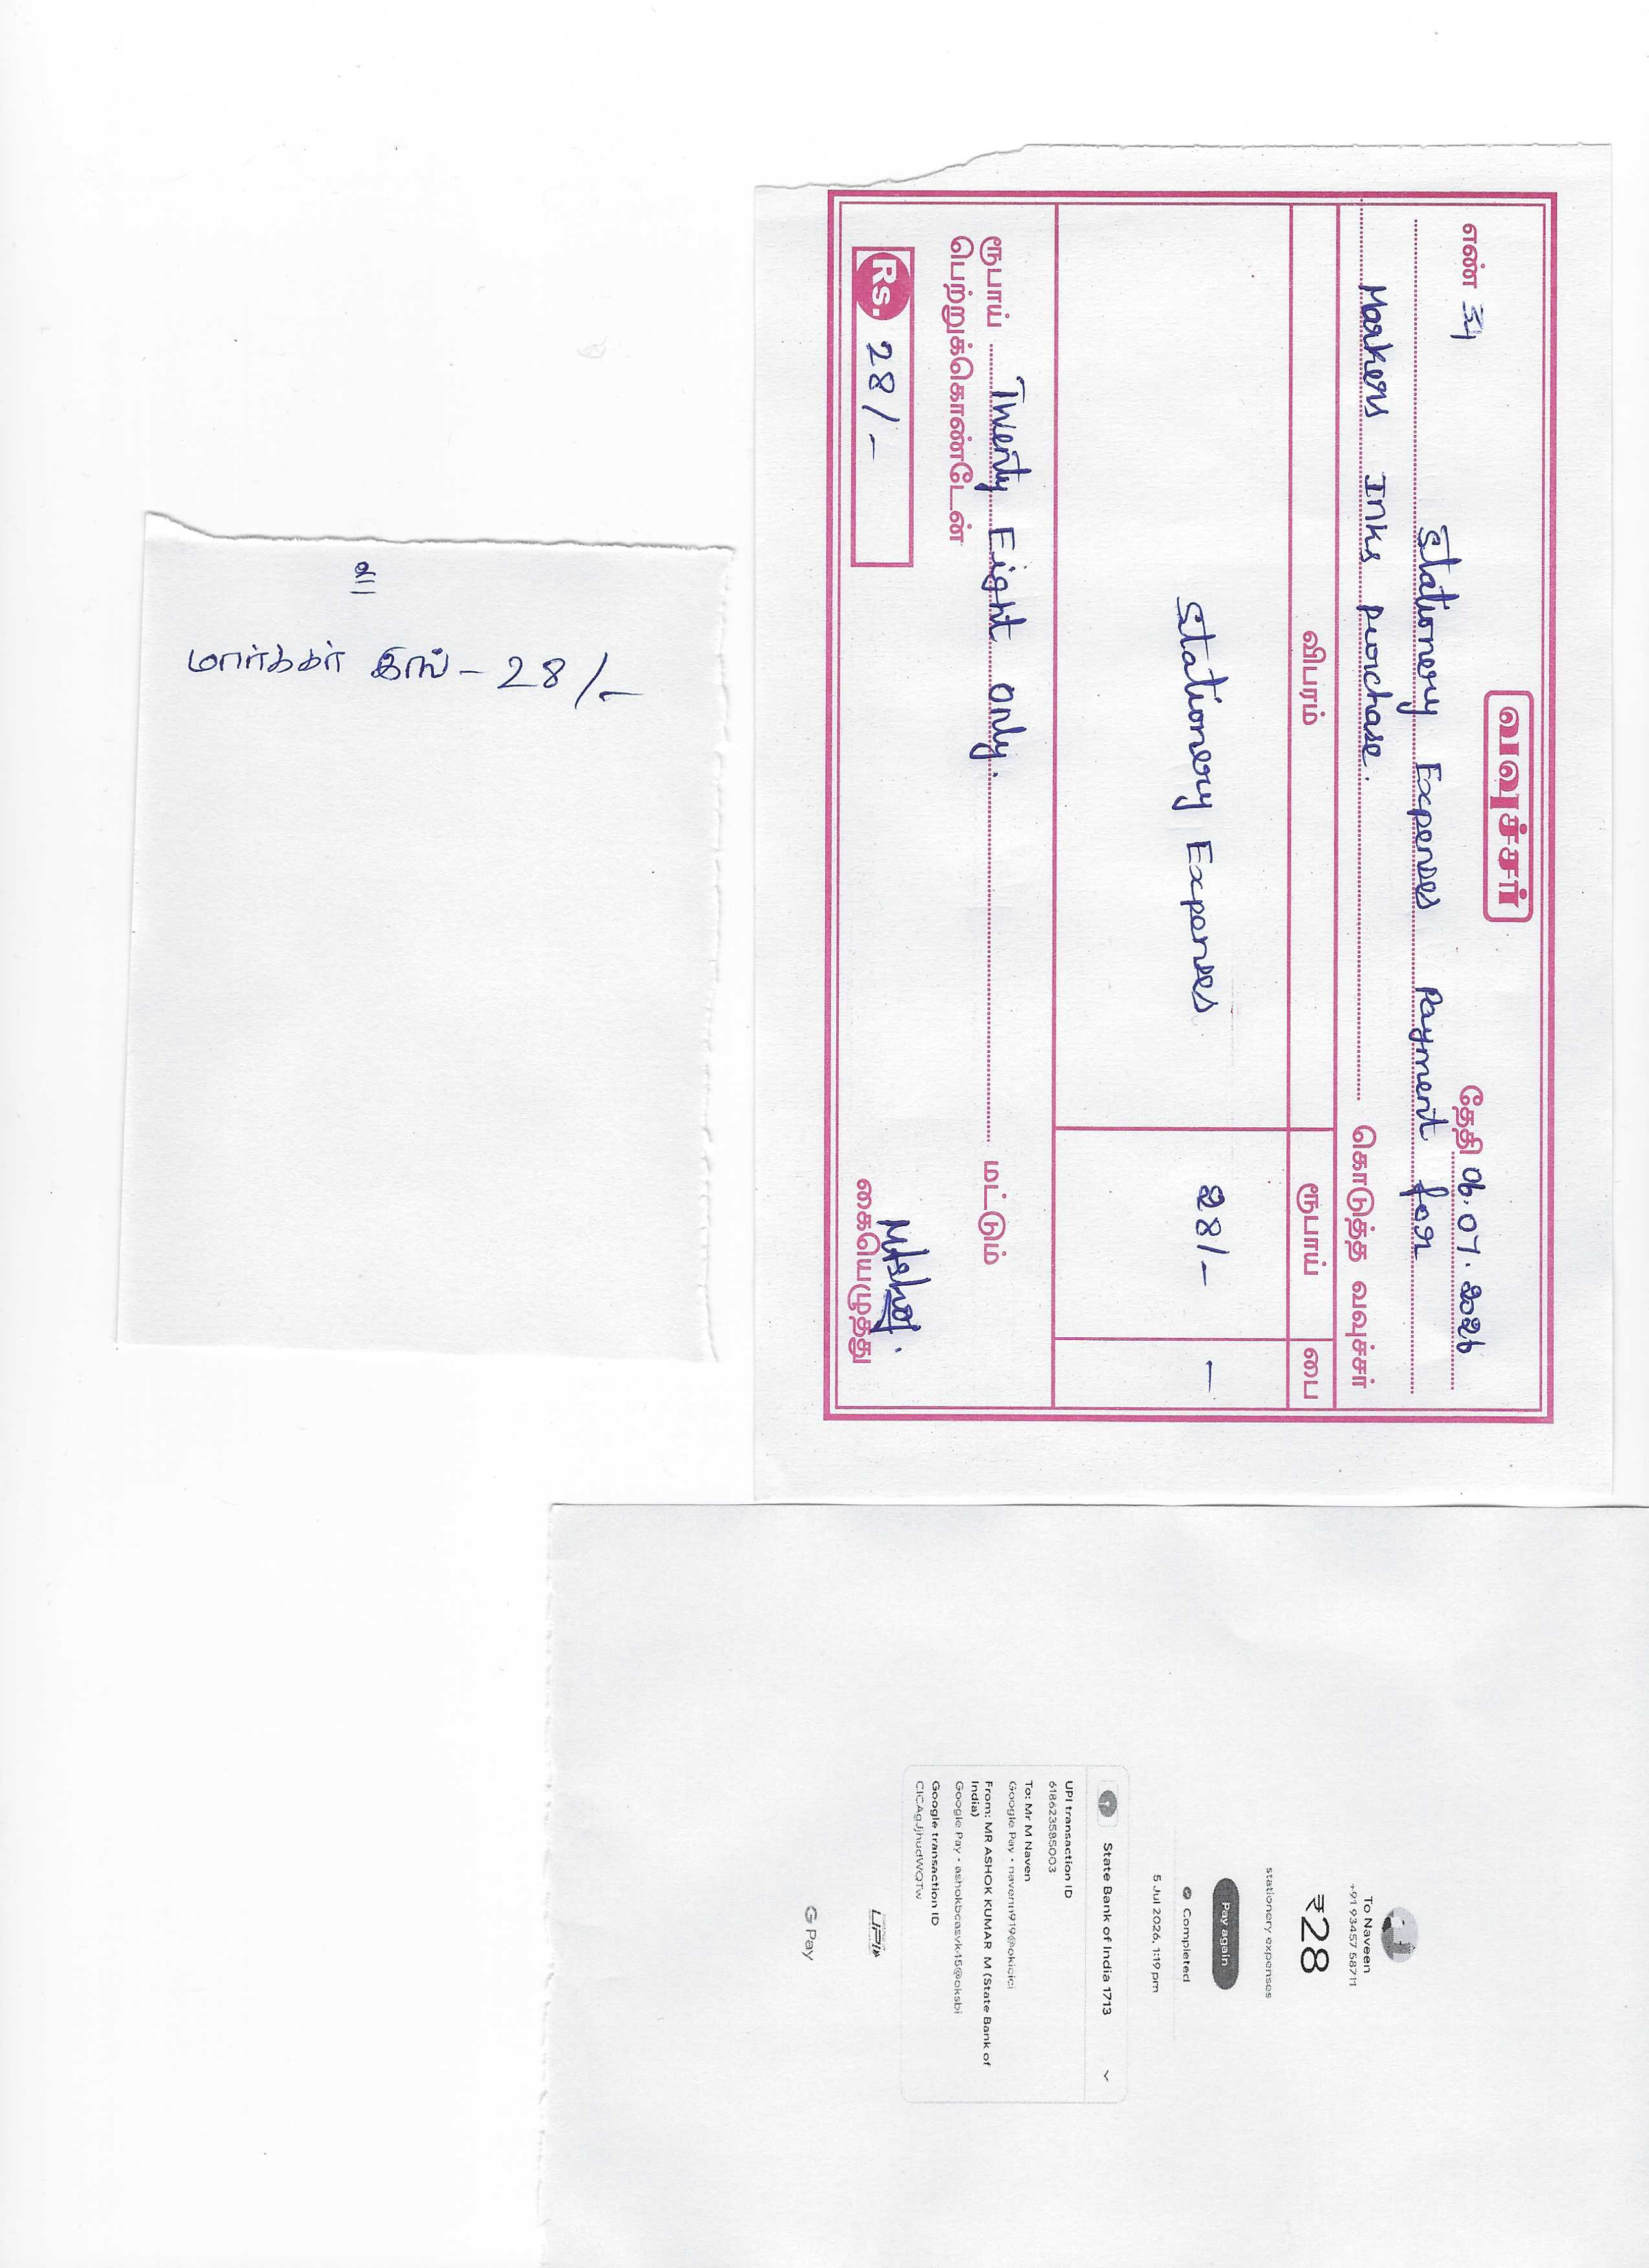 வவுச்சர்
எண் 34 தேதி 06.07.2026
Stationery Expenses Payment for
Markers Inks purchase. கொடுத்த வவுச்சர்
விபரம் ரூபாய் பை
Stationery Expenses 28/- -
ரூபாய் Twenty Eight only. மட்டும்
பெற்றுக்கொண்டேன்
Rs. 28/-
கையெழுத்து
உ
மார்க்கர் இங் - 28/-
To Naveen
+91 93457 58711
₹28
stationery expenses
Pay again
Completed
5 Jul 2026, 1:19 pm
State Bank of India 1713
UPI transaction ID
618623585003
To: Mr M Naven
Google Pay • navenn919@okicici
From: MR ASHOK KUMAR M (State Bank of
India)
Google Pay • ashokbcasvk45@oksbi
Google transaction ID
CICAgJjhudWQTw
UPI
G Pay